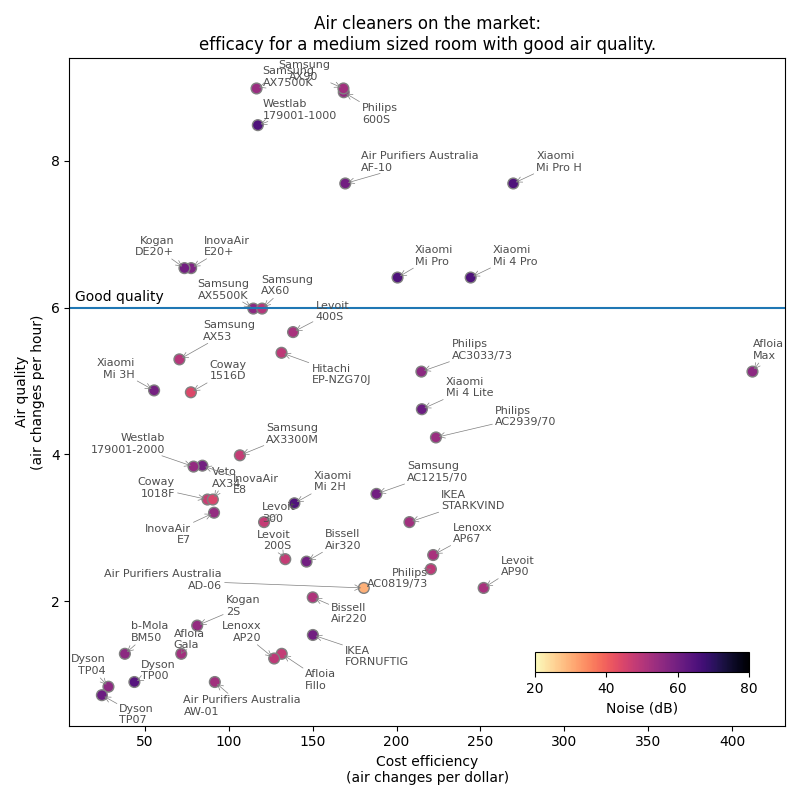 Air cleaners on the market:
efficacy for a medium sized room with good air quality.
Samsung
AX90
Samsung
AX7500K
Philips
600S
Westlab
179001-1000
Air Purifiers Australia
AF-10
Xiaomi
Mi Pro H
Kogan
DE20+
InovaAir
E20+
Xiaomi
Mi Pro
Xiaomi
Mi 4 Pro
Samsung
AX5500K
Samsung
AX60
Good quality
Levoit
400S
Samsung
AX53
Hitachi
EP-NZG70J
Philips
AC3033/73
Afloia
Max
Xiaomi
Mi 3H
Coway
1516D
Xiaomi
Mi 4 Lite
Philips
AC2939/70
Westlab
179001-2000
Samsung
AX3300M
Veto
InovaAir
E8
Coway
1018F
Xiaomi
Mi 2H
Samsung
AC1215/70
IKEA
STARKVIND
InovaAir
E7
Levoit
300
Levoit
200S
Bissell
Air320
Lenoxx
AP67
Philips
AC0819/73
Levoit
AP90
Air Purifiers Australia
AD-06
Kogan
2S
Bissell
Air220
b-Mola
BM50
Afloia
Gala
Lenoxx
AP20
IKEA
FORNUFTIG
Afloia
Fillo
Dyson
TP04
Dyson
TP00
Dyson
TP07
Air Purifiers Australia
AW-01
8
6
4
2
Air quality
(air changes per hour)
50
100
150
200
250
300
350
400
Cost efficiency
(air changes per dollar)
20
40
60
80
Noise (dB)